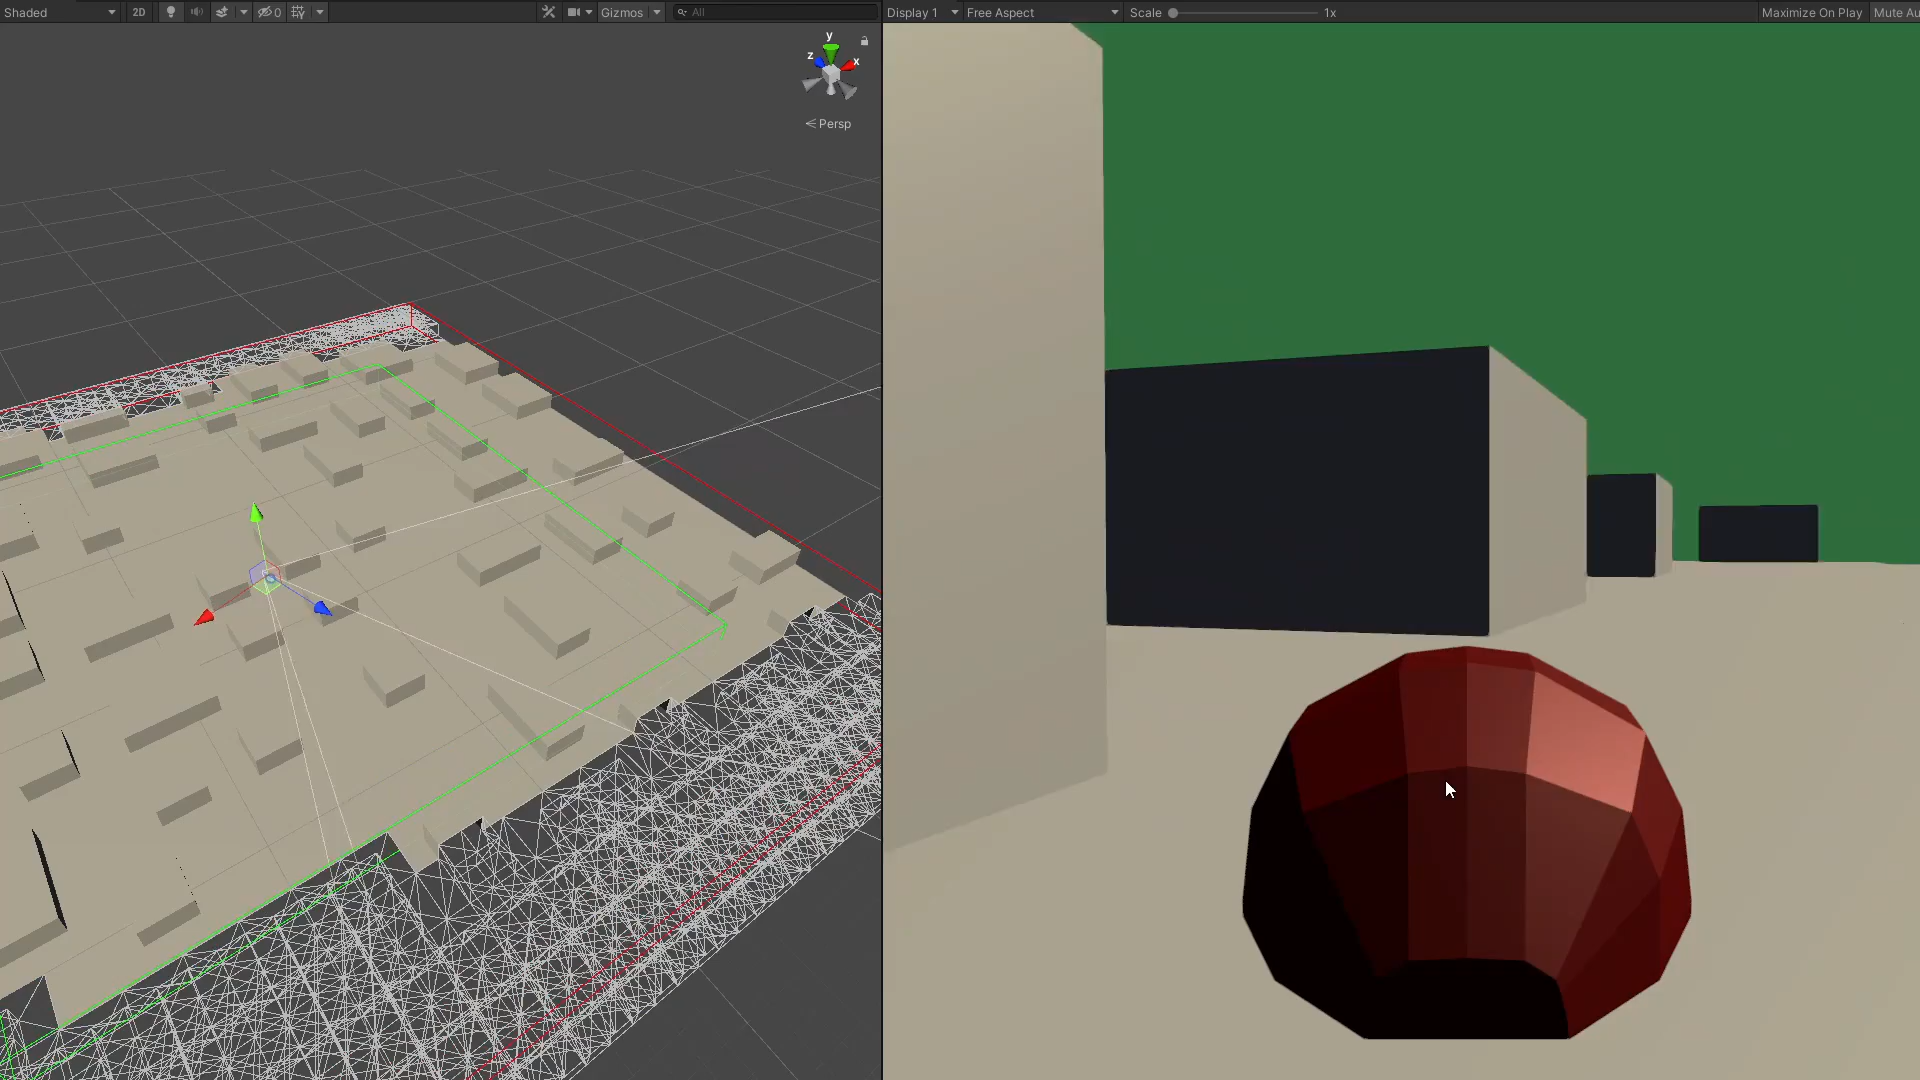 Shaded 2D 0 Gizmos All
Display 1 Free Aspect Scale 1x Maximize On Play Mute Au
y
z x
Persp